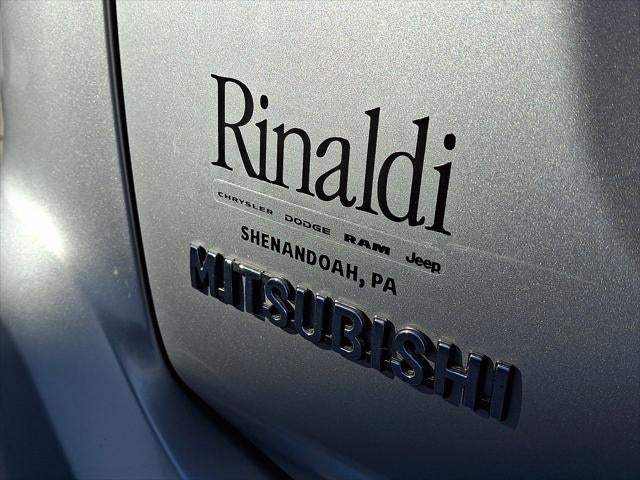 Rinaldi
CHRYSLER DODGE RAM Jeep
SHENANDOAH, PA
MITSUBISHI